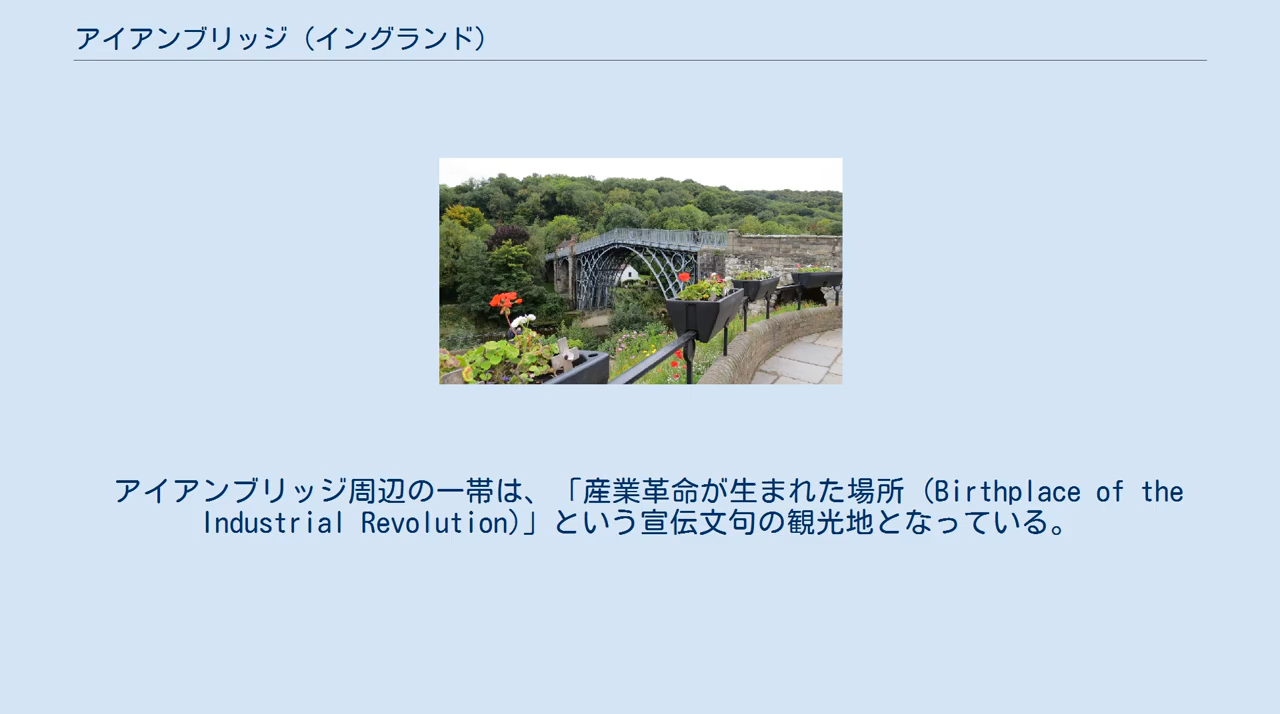 アイアンブリッジ（イングランド）
アイアンブリッジ周辺の一帯は、「産業革命が生まれた場所（Birthplace of the
Industrial Revolution)」という宣伝文句の観光地となっている。